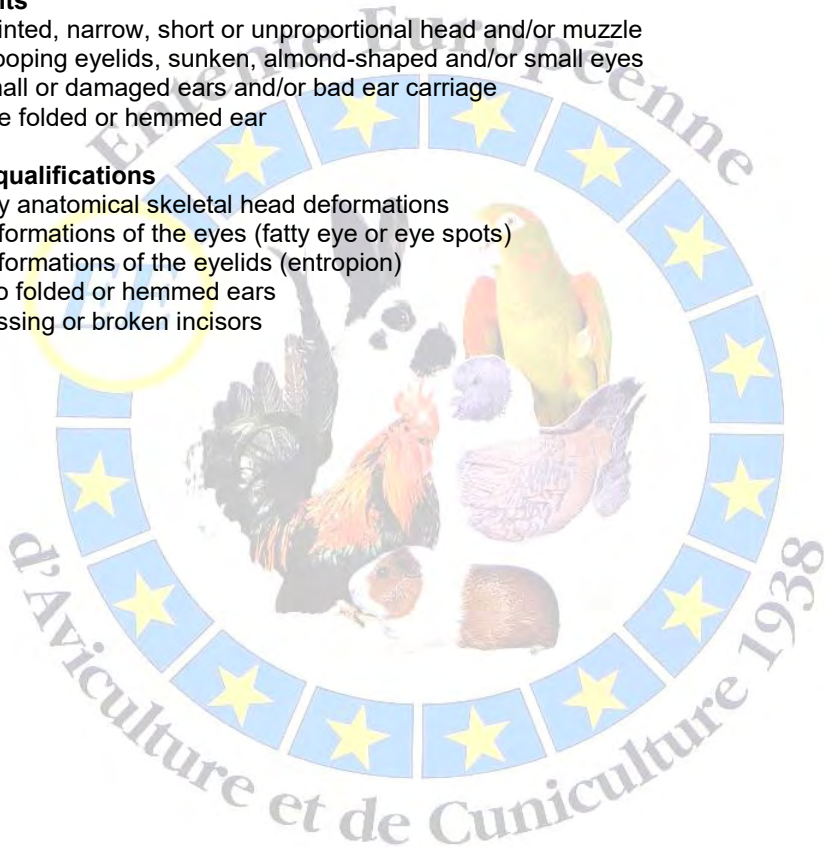 inted, narrow, short or unproportional head and/or muzzle
ooping eyelids, sunken, almond-shaped and/or small eyes
all or damaged ears and/or bad ear carriage
e folded or hemmed ear
qualifications
y anatomical skeletal head deformations
formations of the eyes (fatty eye or eye spots)
formations of the eyelids (entropion)
o folded or hemmed ears
ssing or broken incisors
Entente Européenne
d'Aviculture et de Cuniculture 1938